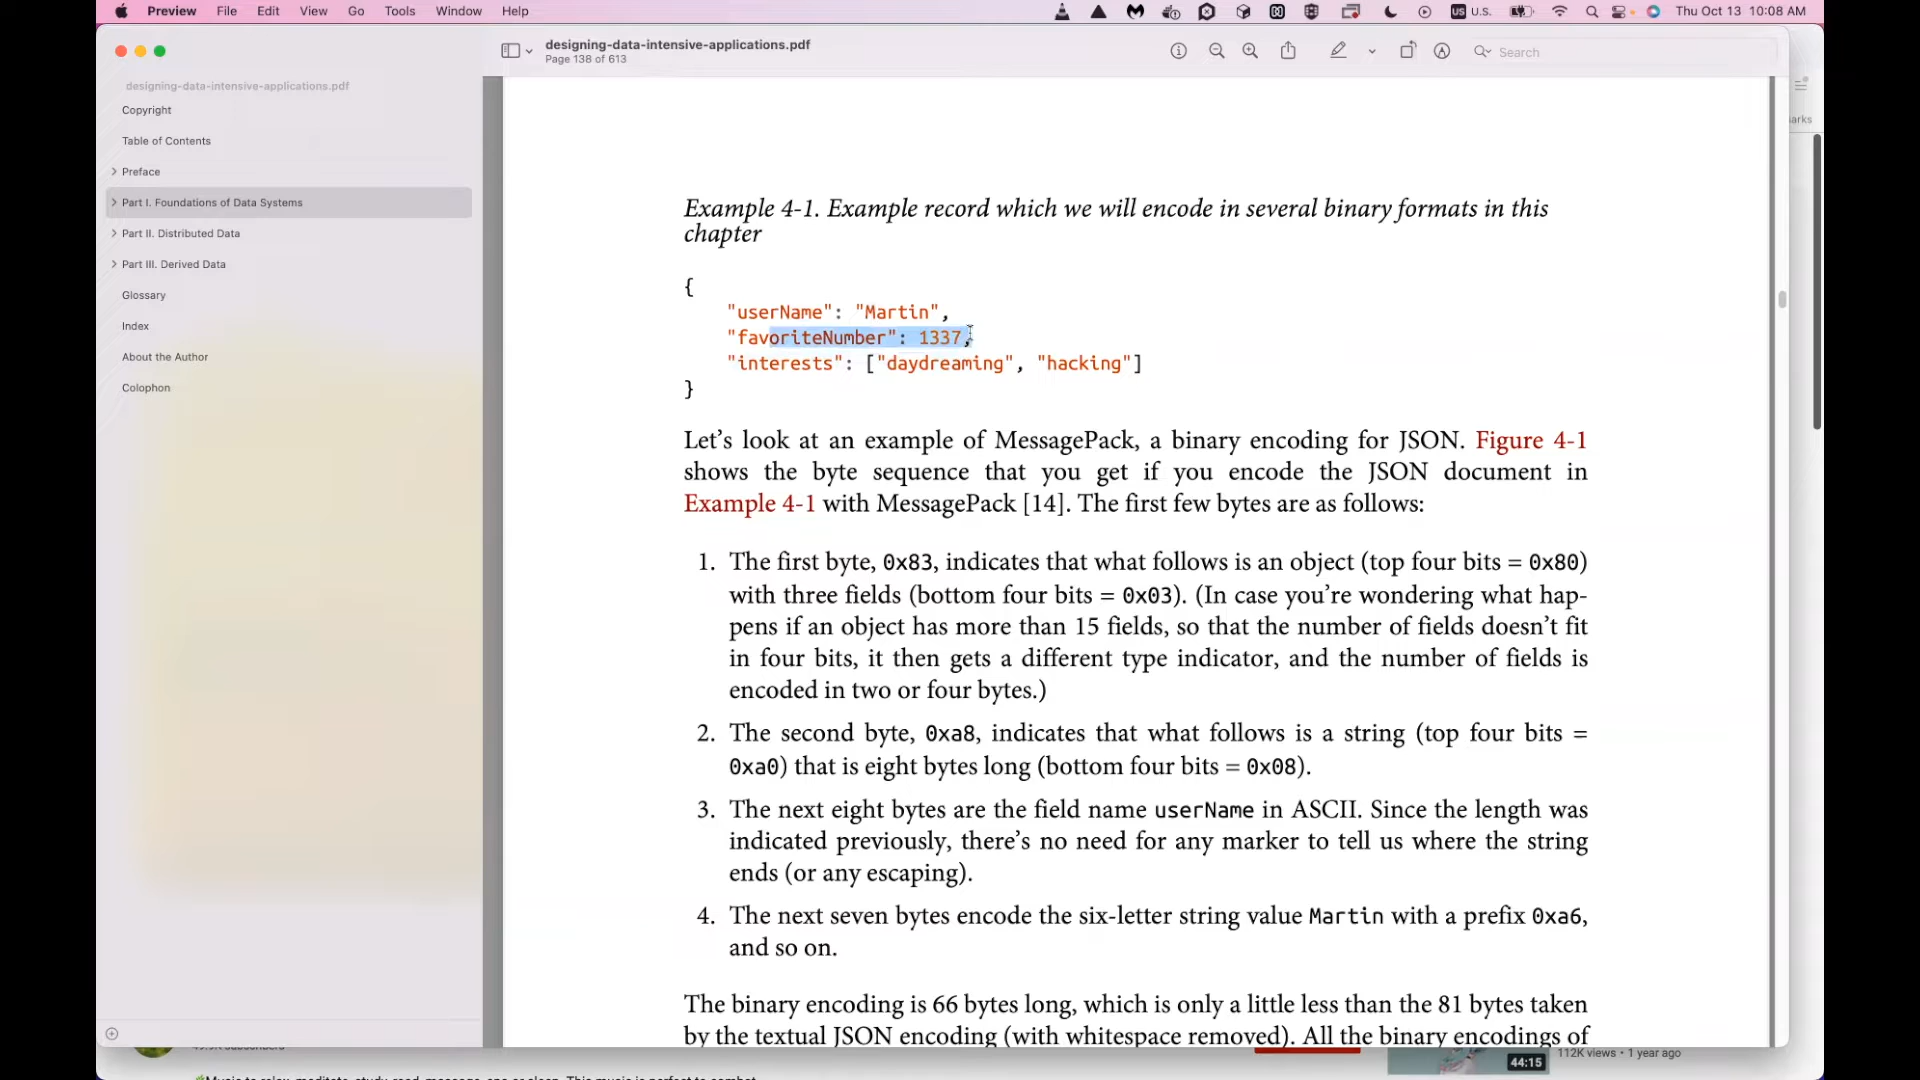 Preview File Edit View Go Tools Window Help U.S. Thu Oct 13 10:08 AM
designing-data-intensive-applications.pdf
Page 138 of 613
Search
designing-data-intensive-applications.pdf
Copyright
Table of Contents
Preface
Part I. Foundations of Data Systems
Part II. Distributed Data
Part III. Derived Data
Glossary
Index
About the Author
Colophon
Example 4-1. Example record which we will encode in several binary formats in this
chapter
{
"userName": "Martin",
"favoriteNumber": 1337,
"interests": ["daydreaming", "hacking"]
}
Let's look at an example of MessagePack, a binary encoding for JSON. Figure 4-1
shows the byte sequence that you get if you encode the JSON document in
Example 4-1 with MessagePack [14]. The first few bytes are as follows:
1. The first byte, 0x83, indicates that what follows is an object (top four bits = 0x80)
with three fields (bottom four bits = 0x03). (In case you're wondering what hap-
pens if an object has more than 15 fields, so that the number of fields doesn't fit
in four bits, it then gets a different type indicator, and the number of fields is
encoded in two or four bytes.)
2. The second byte, 0xa8, indicates that what follows is a string (top four bits =
0xa0) that is eight bytes long (bottom four bits = 0x08).
3. The next eight bytes are the field name userName in ASCII. Since the length was
indicated previously, there's no need for any marker to tell us where the string
ends (or any escaping).
4. The next seven bytes encode the six-letter string value Martin with a prefix 0xa6,
and so on.
The binary encoding is 66 bytes long, which is only a little less than the 81 bytes taken
by the textual JSON encoding (with whitespace removed). All the binary encodings of
arks
112K views • 1 year ago
44:15